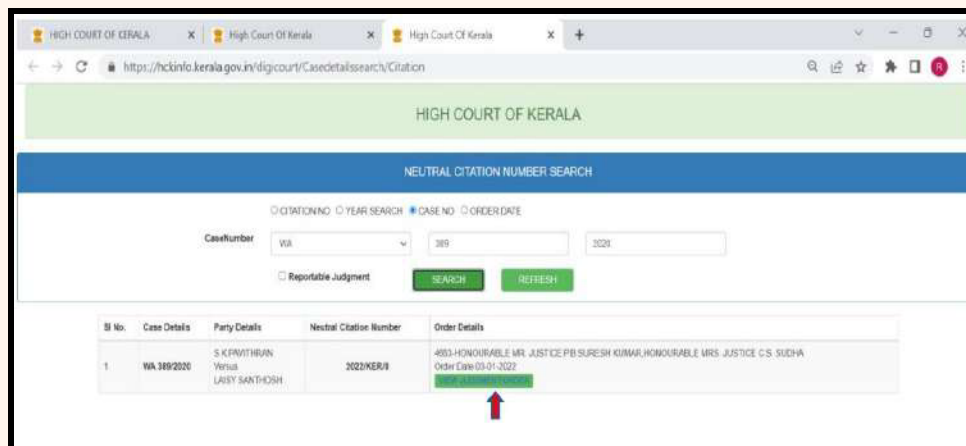 HIGH COURT OF KERALA
High Court Of Kerala
High Court Of Kerala
https://hckinfo.kerala.gov.in/digicourt/Casedetailssearch/Citation
R
HIGH COURT OF KERALA
NEUTRAL CITATION NUMBER SEARCH
CITATION NO YEAR SEARCH CASE NO ORDER DATE
CaseNumber WA 389 2020
Reportable Judgment SEARCH REFRESH
Sl No. Case Details Party Details Neutral Citation Number Order Details
1 WA 389/2020 S.K.PAVITHRAN Versus LAISY SANTHOSH 2022/KER/8 HONOURABLE MR. JUSTICE P.B.SURESH KUMAR,HONOURABLE MRS. JUSTICE C.S. SUDHA
Order Date 03-01-2022
VIEW JUDGMENT/ORDER